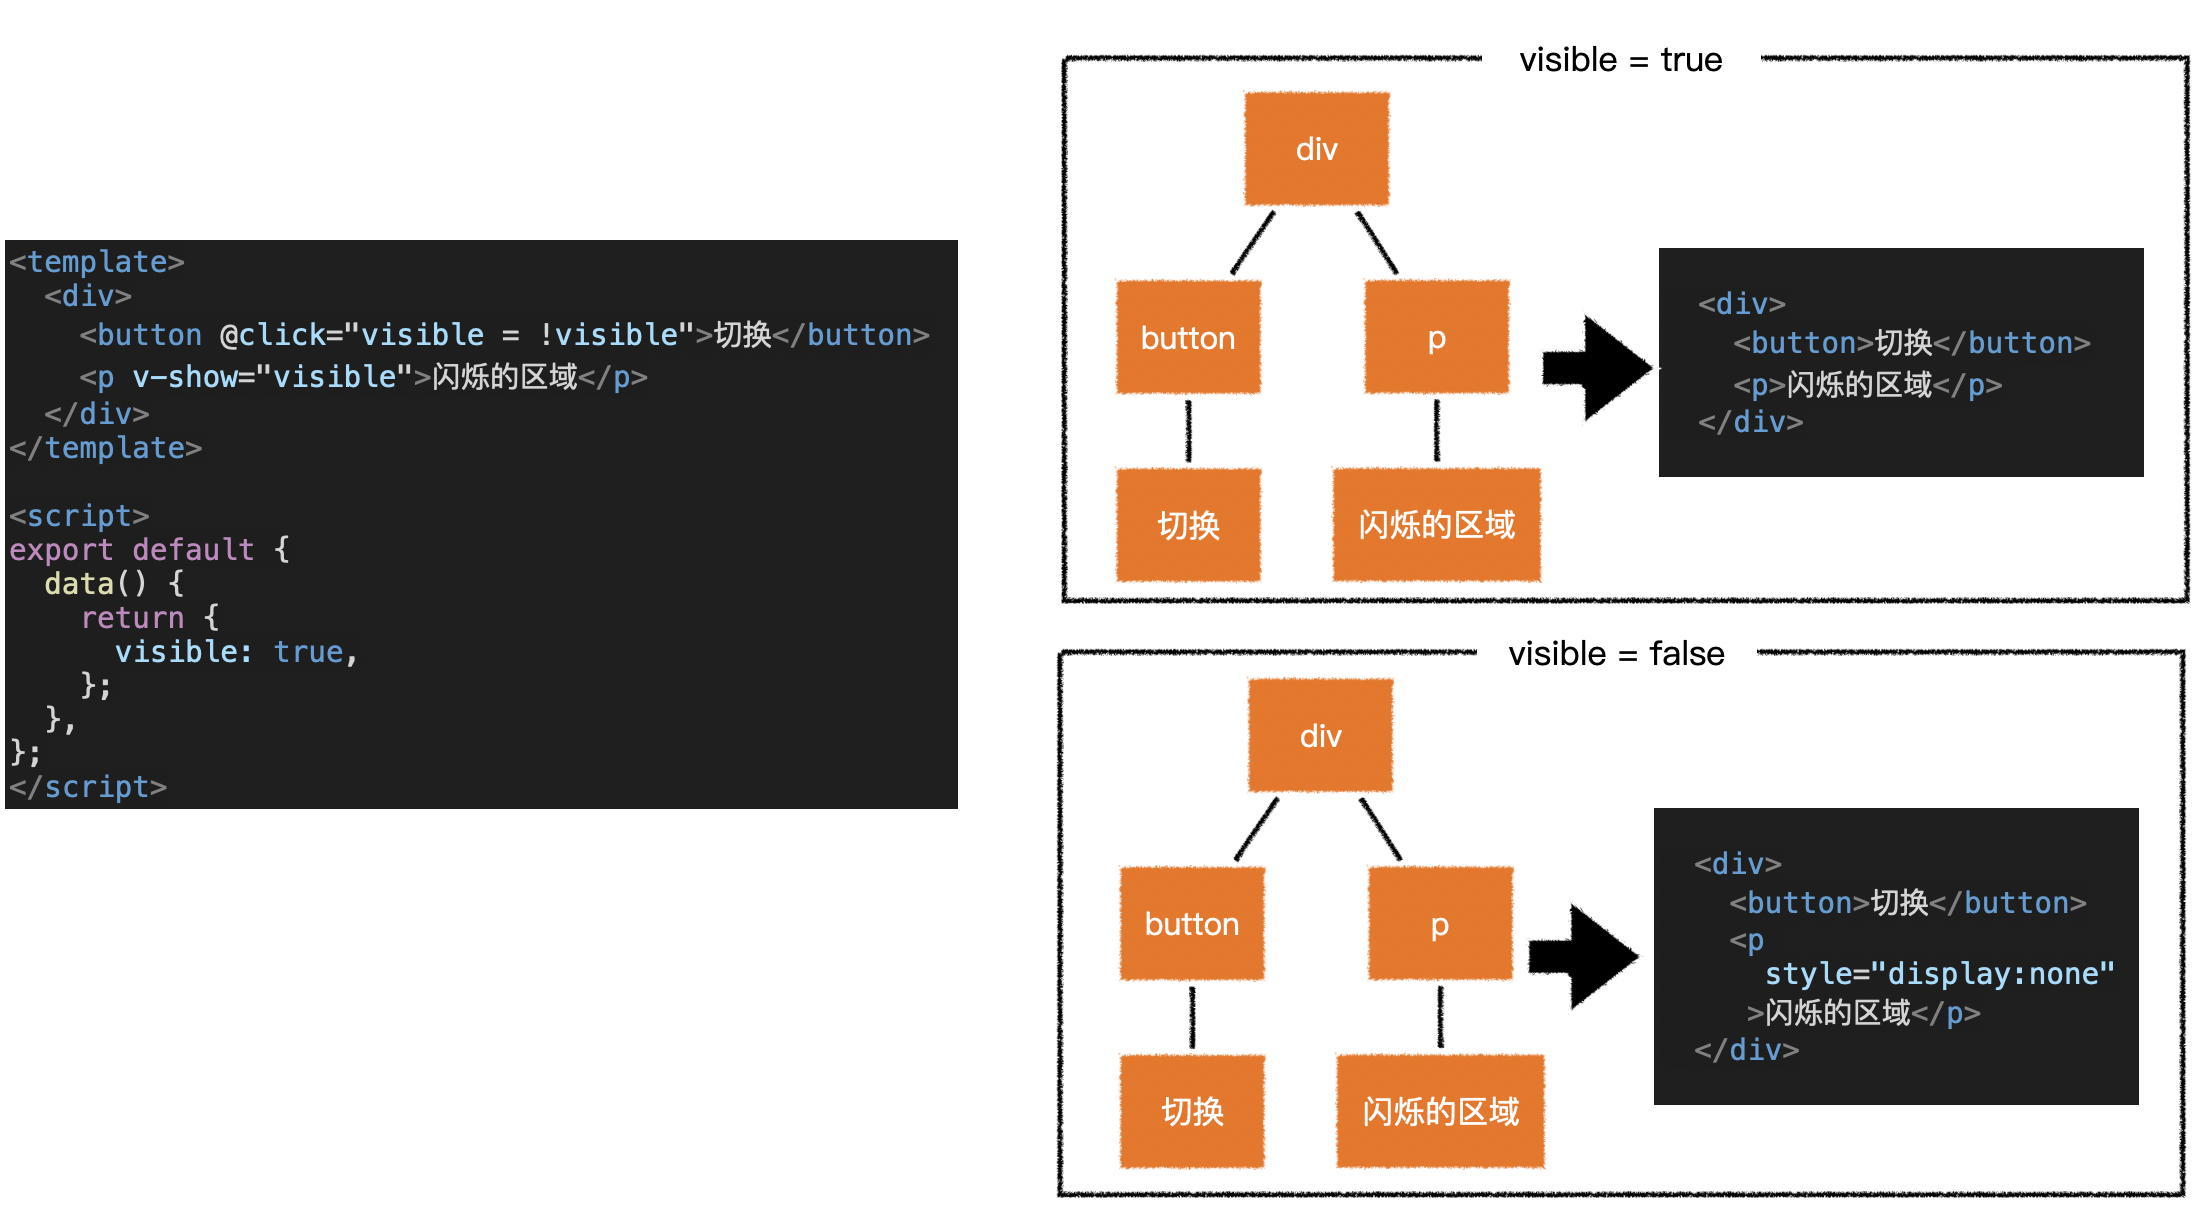 <template>
  <div>
    <button @click="visible = !visible">切换</button>
    <p v-show="visible">闪烁的区域</p>
  </div>
</template>

<script>
export default {
  data() {
    return {
      visible: true,
    };
  },
};
</script>
visible = true
div
button
p
切换
闪烁的区域
<div>
  <button>切换</button>
  <p>闪烁的区域</p>
</div>
visible = false
div
button
p
切换
闪烁的区域
<div>
  <button>切换</button>
  <p
    style="display:none"
   >闪烁的区域</p>
</div>